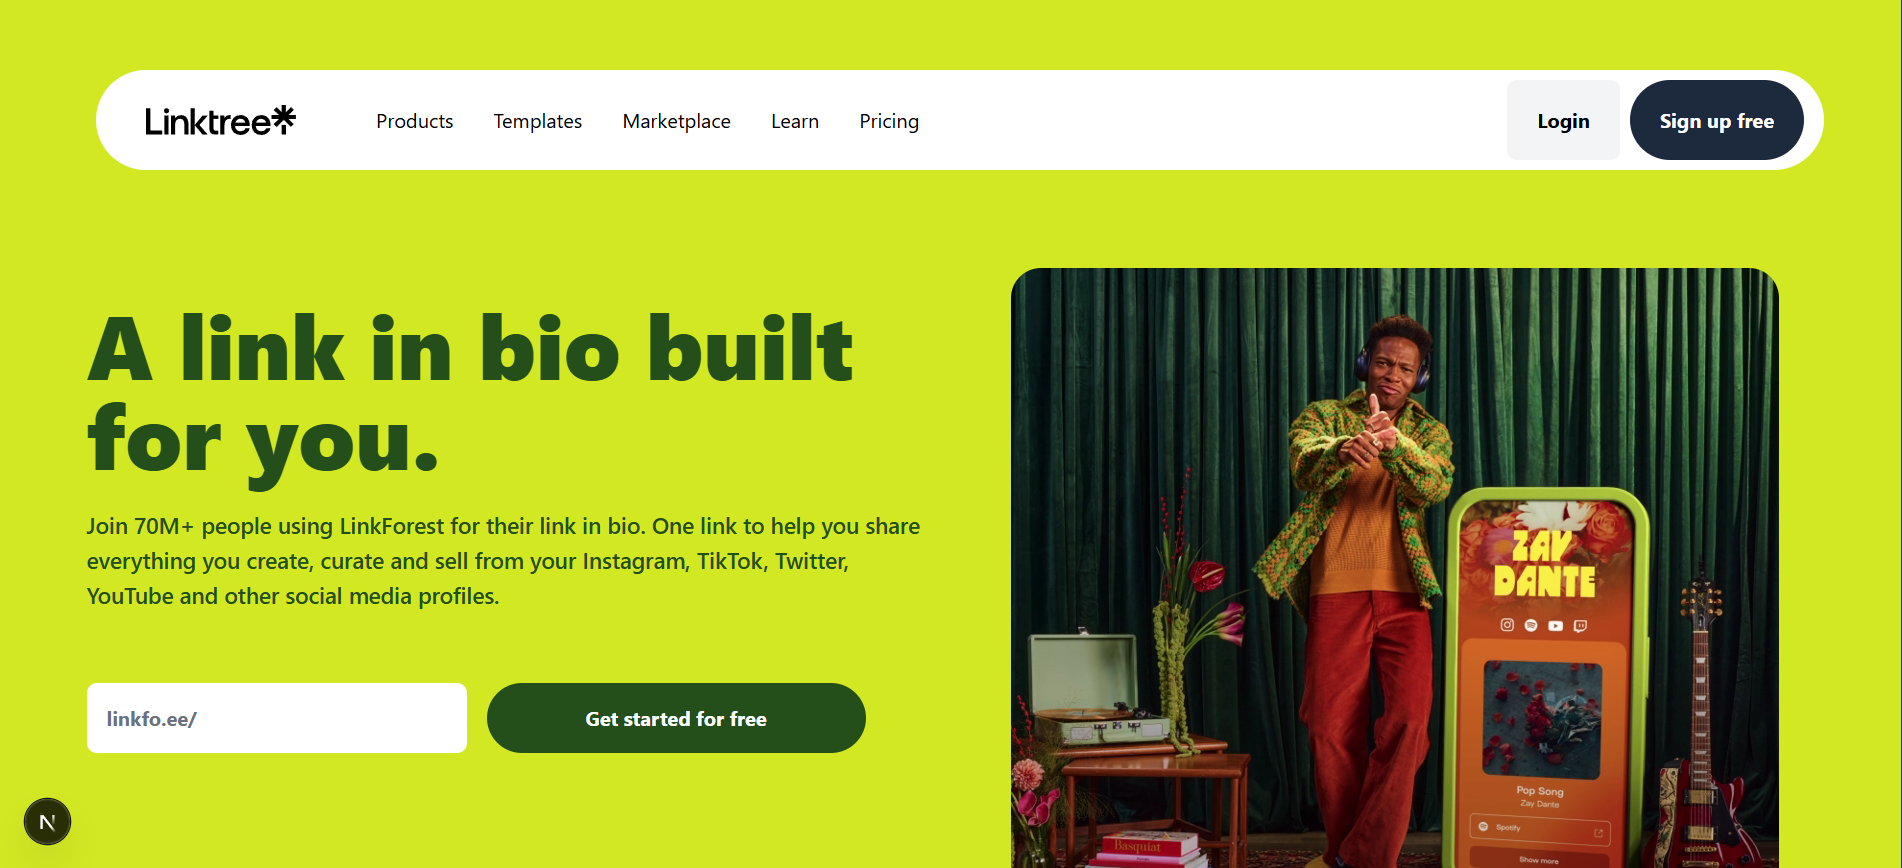 Linktree
Products Templates Marketplace Learn Pricing Login Sign up free
A link in bio built
for you.
Join 70M+ people using LinkForest for their link in bio. One link to help you share
everything you create, curate and sell from your Instagram, TikTok, Twitter,
YouTube and other social media profiles.
linkfo.ee/
Get started for free
ZAY
DANTE
Pop Song
Zay Dante
Spotify
Show more
Basquiat
N